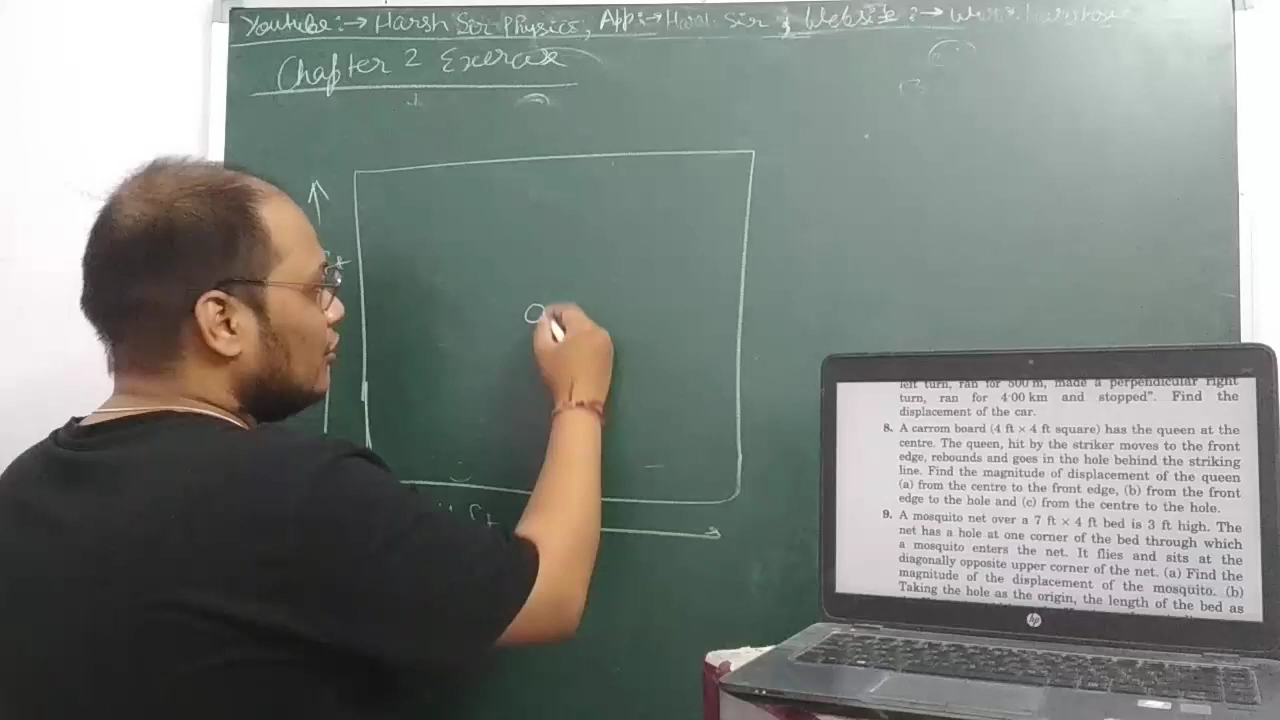 Youtube:→ Harsh Sir Physics, App:→ Sir, Website:→
Chapter 2 Exercise
ft
left turn, ran for 500 m, made a perpendicular right
turn, ran for 4·00 km and stopped". Find the
displacement of the car.
8. A carrom board (4 ft × 4 ft square) has the queen at the
centre. The queen, hit by the striker moves to the front
edge, rebounds and goes in the hole behind the striking
line. Find the magnitude of displacement of the queen
(a) from the centre to the front edge, (b) from the front
edge to the hole and (c) from the centre to the hole.
9. A mosquito net over a 7 ft × 4 ft bed is 3 ft high. The
net has a hole at one corner of the bed through which
a mosquito enters the net. It flies and sits at the
diagonally opposite upper corner of the net. (a) Find the
magnitude of the displacement of the mosquito. (b)
Taking the hole as the origin, the length of the bed as
hp